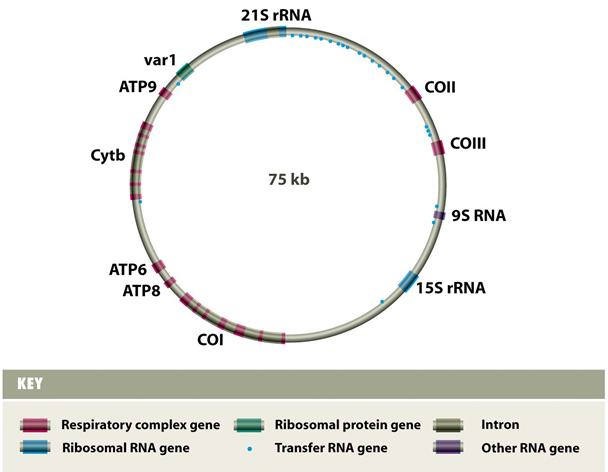 21S rRNA
var1
ATP9
COII
COIII
Cytb
75 kb
9S RNA
ATP6
ATP8
15S rRNA
COI
KEY
Respiratory complex gene
Ribosomal protein gene
Intron
Ribosomal RNA gene
Transfer RNA gene
Other RNA gene